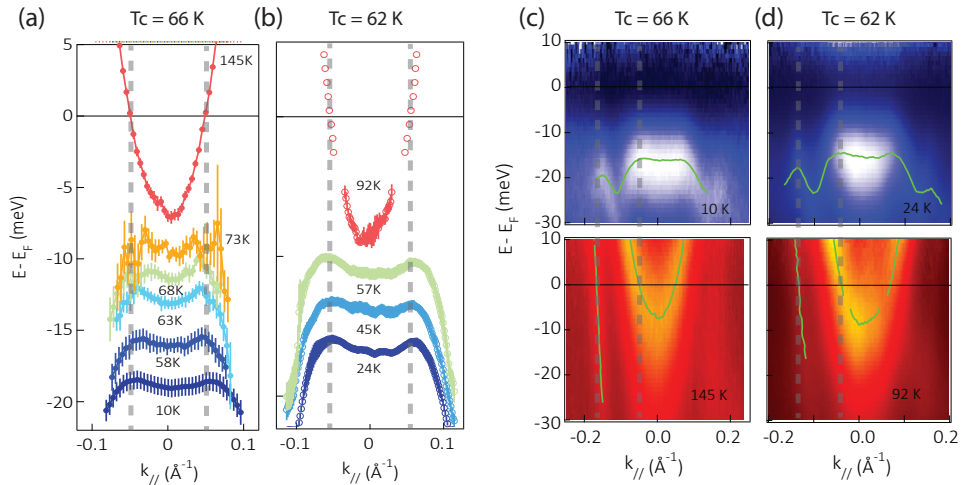 (a) Tc = 66 K
5
0
-5
-10
-15
-20
E - E_F (meV)
145K
73K
68K
63K
58K
10K
-0.1 0 0.1
k_// (Å⁻¹)
(b) Tc = 62 K
92K
57K
45K
24K
-0.1 0 0.1
k_// (Å⁻¹)
(c) Tc = 66 K
10
0
-10
-20
-30
10 K
E - E_F (meV)
10
0
-10
-20
-30
145 K
-0.2 0.0 0.2
k_// (Å⁻¹)
(d) Tc = 62 K
24 K
92 K
-0.2 0.0 0.2
k_// (Å⁻¹)